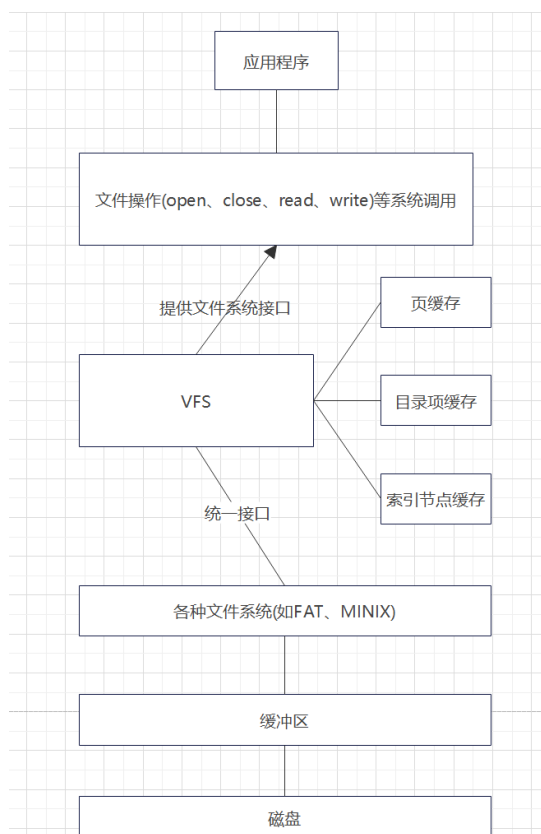 应用程序
文件操作(open、close、read、write)等系统调用
提供文件系统接口
页缓存
VFS
目录项缓存
索引节点缓存
统一接口
各种文件系统(如FAT、MINIX)
缓冲区
磁盘